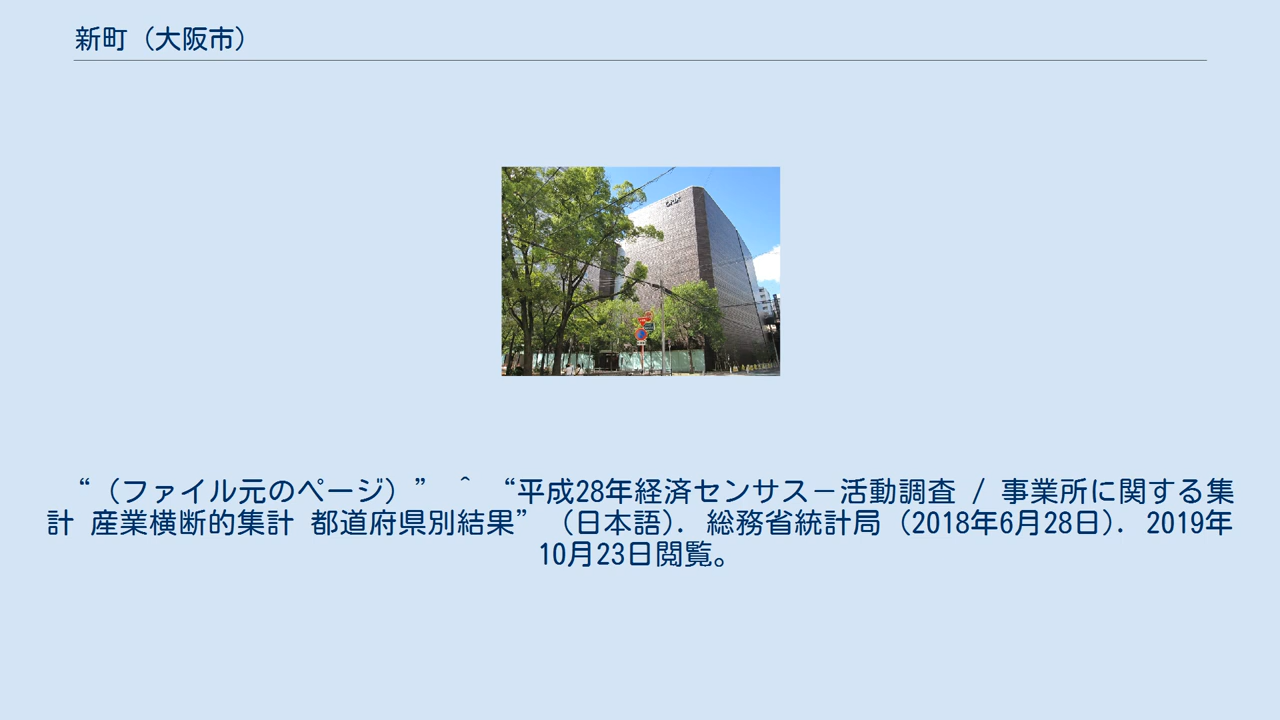 新町（大阪市）
“（ファイル元のページ）” ^ “平成28年経済センサス－活動調査 / 事業所に関する集
計 産業横断的集計 都道府県別結果” (日本語). 総務省統計局 (2018年6月28日). 2019年
10月23日閲覧。